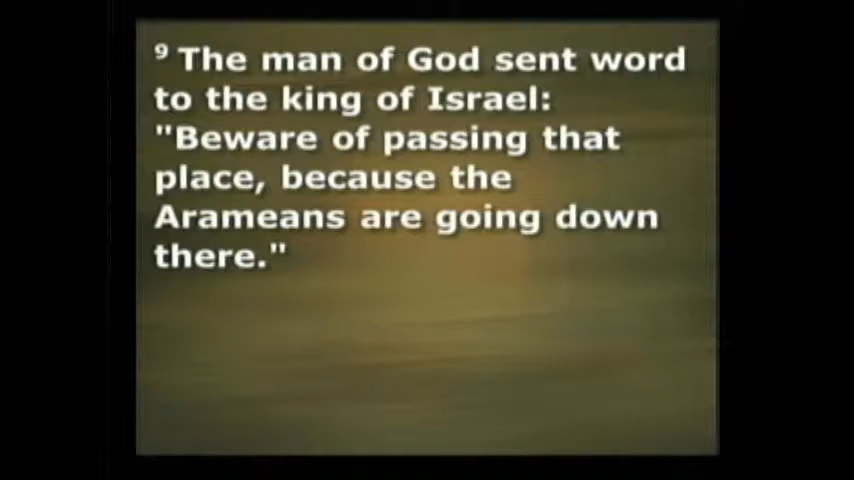 9 The man of God sent word
to the king of Israel:
"Beware of passing that
place, because the
Arameans are going down
there."